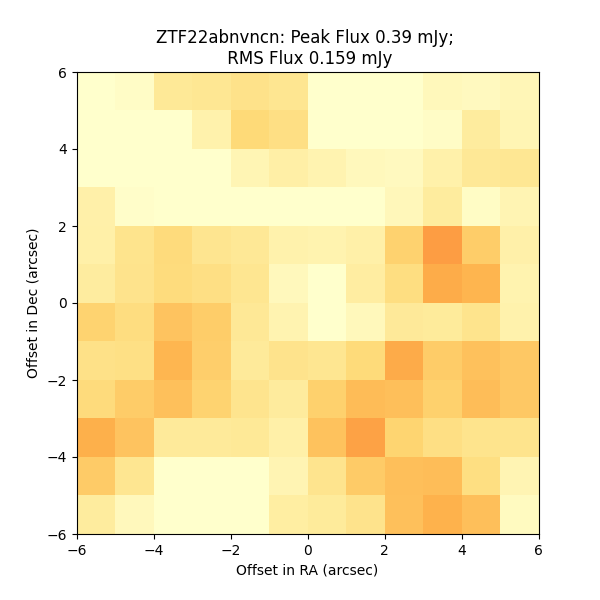 ZTF22abnvncn: Peak Flux 0.39 mJy;
RMS Flux 0.159 mJy
6
4
2
0
−2
−4
−6
Offset in Dec (arcsec)
−6 −4 −2 0 2 4 6
Offset in RA (arcsec)